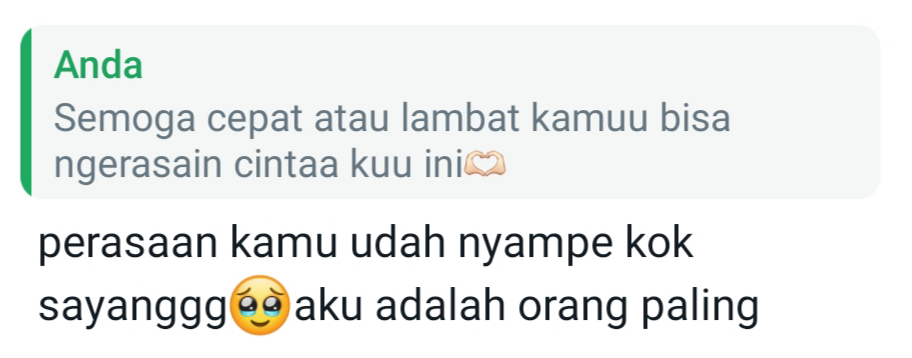 Anda
Semoga cepat atau lambat kamuu bisa
ngerasain cintaa kuu ini🫶🏻
perasaan kamu udah nyampe kok
sayanggg🥹aku adalah orang paling